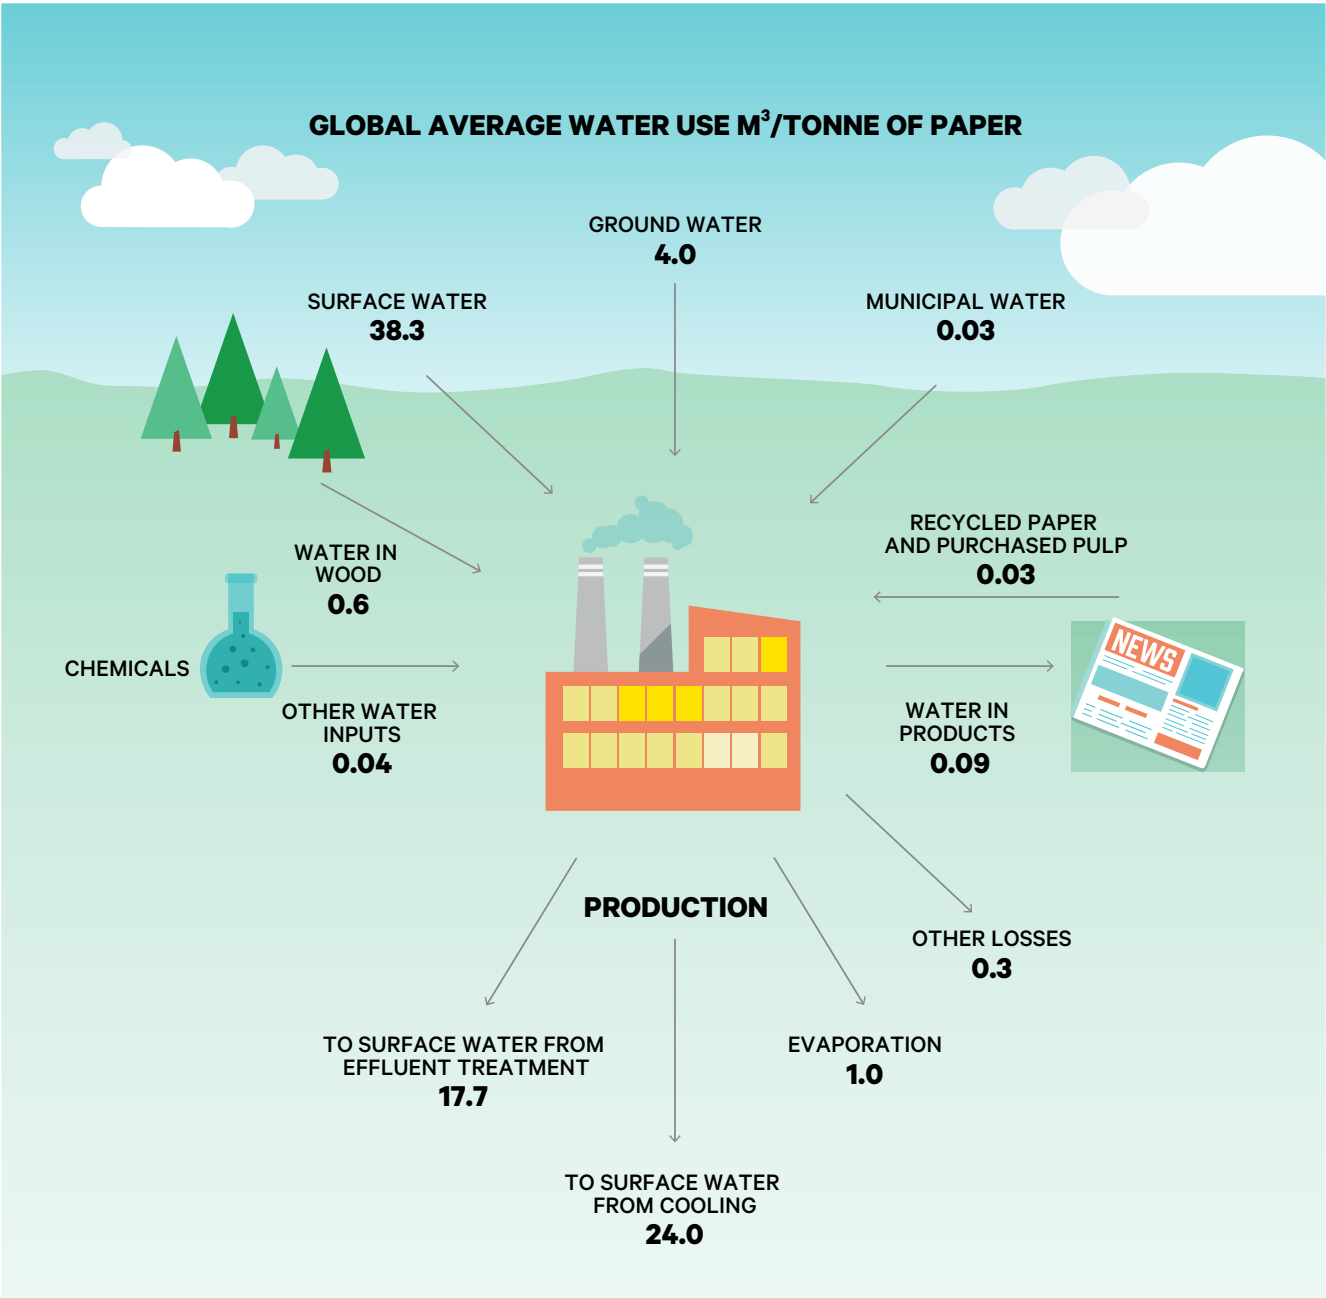 GLOBAL AVERAGE WATER USE M³/TONNE OF PAPER
GROUND WATER
4.0
SURFACE WATER
38.3
MUNICIPAL WATER
0.03
RECYCLED PAPER
AND PURCHASED PULP
0.03
WATER IN
WOOD
0.6
CHEMICALS
OTHER WATER
INPUTS
0.04
NEWS
WATER IN
PRODUCTS
0.09
PRODUCTION
OTHER LOSSES
0.3
TO SURFACE WATER FROM
EFFLUENT TREATMENT
17.7
EVAPORATION
1.0
TO SURFACE WATER
FROM COOLING
24.0